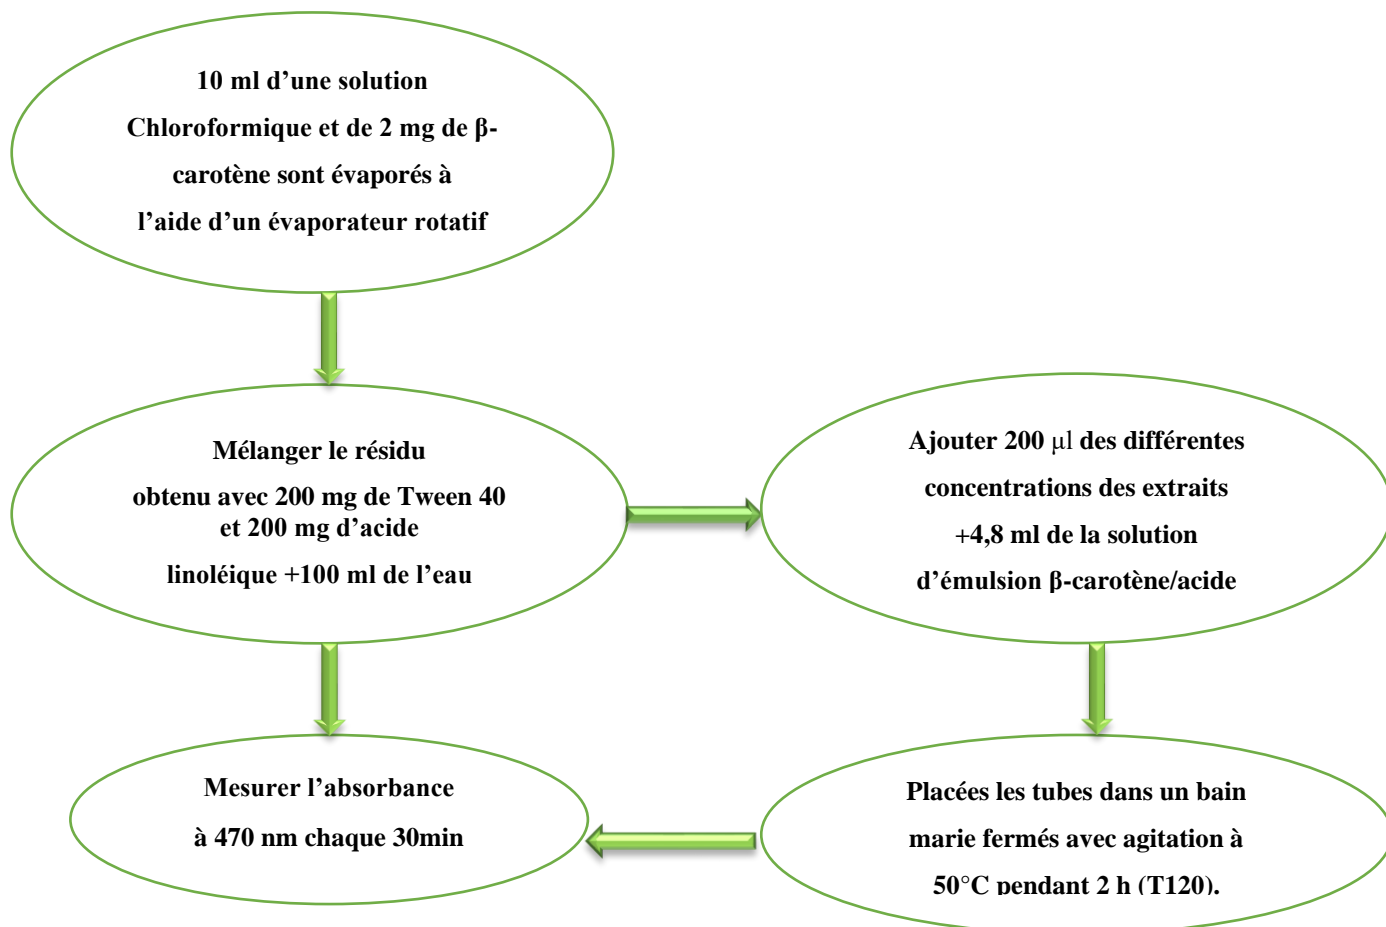 10 ml d’une solution
Chloroformique et de 2 mg de β-
carotène sont évaporés à
l’aide d’un évaporateur rotatif
Mélanger le résidu
obtenu avec 200 mg de Tween 40
et 200 mg d’acide
linoléique +100 ml de l’eau
Ajouter 200 µl des différentes
concentrations des extraits
+4,8 ml de la solution
d’émulsion β-carotène/acide
Mesurer l’absorbance
à 470 nm chaque 30min
Placées les tubes dans un bain
marie fermés avec agitation à
50°C pendant 2 h (T120).